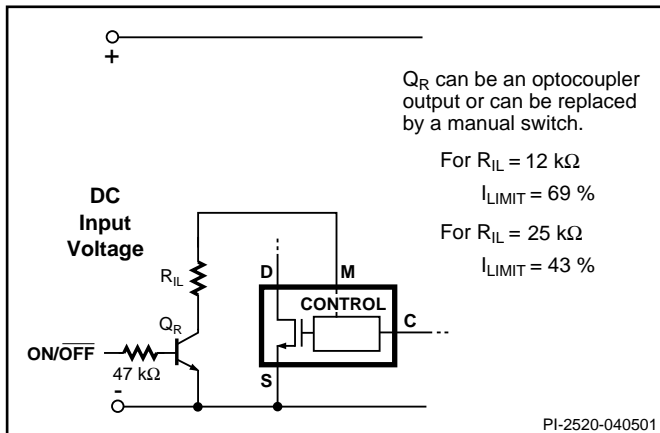 +
Q_R can be an optocoupler
output or can be replaced
by a manual switch.
For R_IL = 12 kΩ
I_LIMIT = 69 %
For R_IL = 25 kΩ
I_LIMIT = 43 %
DC
Input
Voltage
R_IL
D
M
CONTROL
C
Q_R
ON/O̅F̅F̅
47 kΩ
S
-
PI-2520-040501